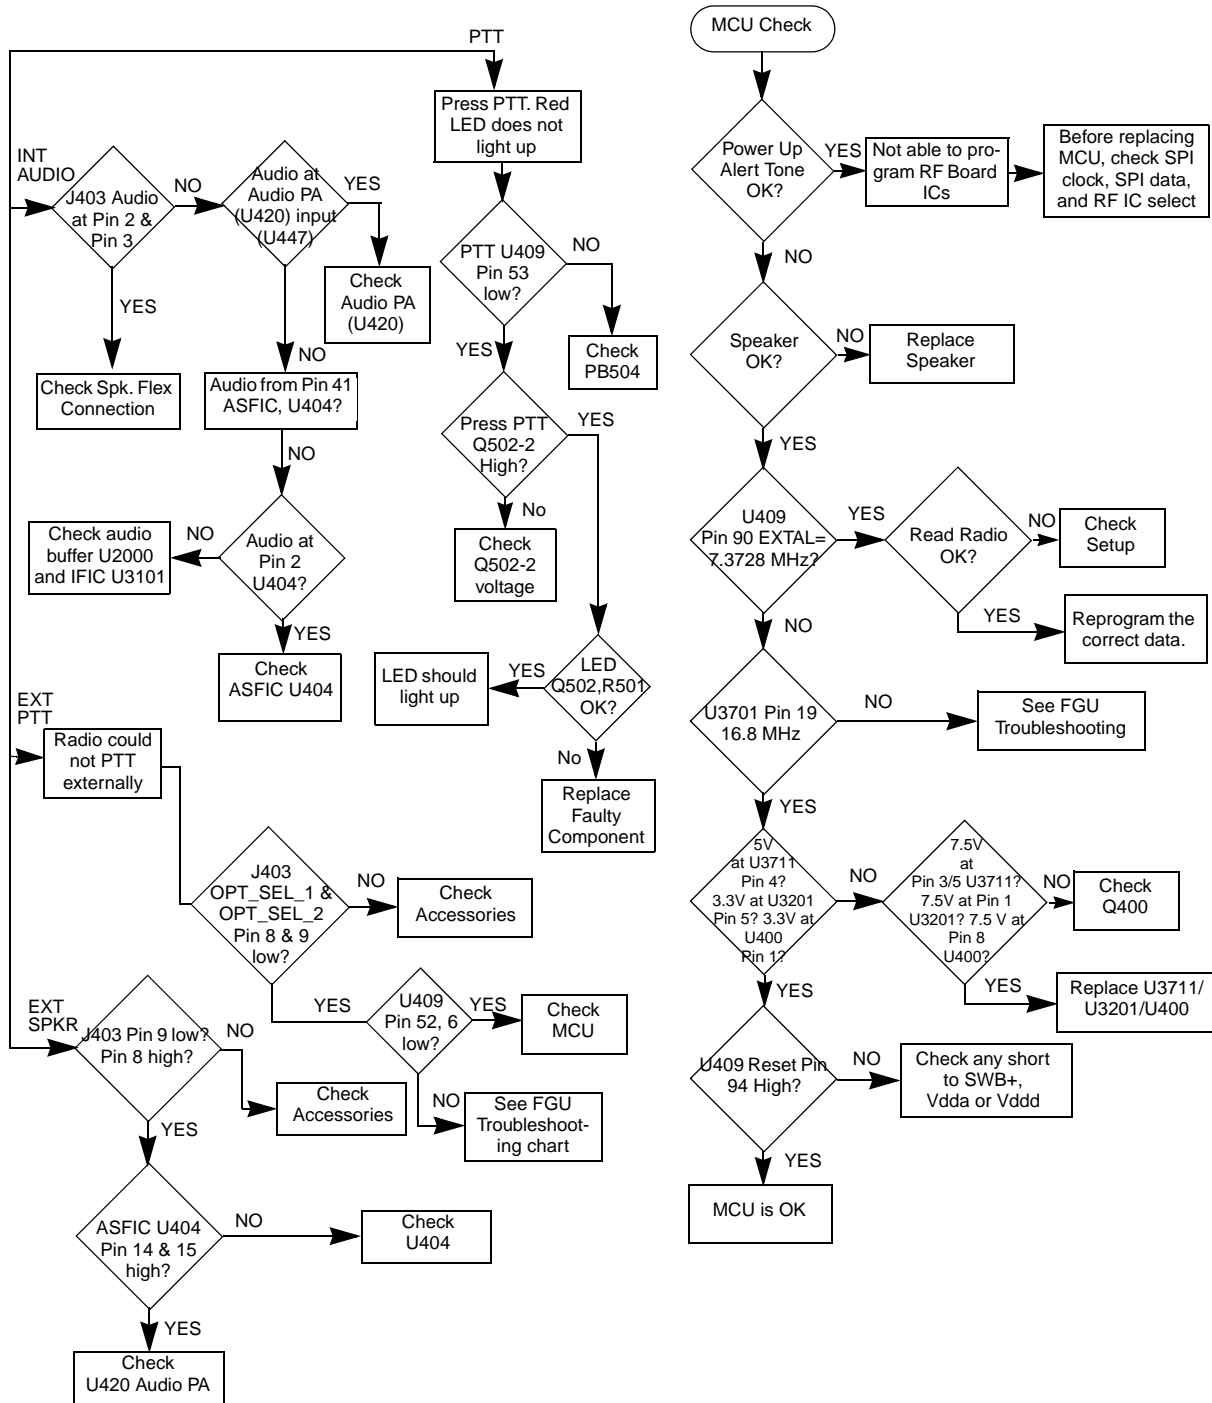 PTT
Press PTT. Red
LED does not
light up
INT
AUDIO
J403 Audio
at Pin 2 &
Pin 3
NO
Audio at
Audio PA
(U420) input
(U447)
YES
Check
Audio PA
(U420)
YES
Check Spk. Flex
Connection
NO
Audio from Pin 41
ASFIC, U404?
NO
Audio at
Pin 2
U404?
NO
Check audio
buffer U2000
and IFIC U3101
YES
Check
ASFIC U404
PTT U409
Pin 53
low?
NO
Check
PB504
YES
Press PTT
Q502-2
High?
YES
No
Check
Q502-2
voltage
LED
Q502,R501
OK?
YES
LED should
light up
No
Replace
Faulty
Component
EXT
PTT
Radio could
not PTT
externally
J403
OPT_SEL_1 &
OPT_SEL_2
Pin 8 & 9
low?
NO
Check
Accessories
YES
U409
Pin 52, 6
low?
YES
Check
MCU
NO
See FGU
Troubleshoot-
ing chart
EXT
SPKR
J403 Pin 9 low?
Pin 8 high?
NO
Check
Accessories
YES
ASFIC U404
Pin 14 & 15
high?
NO
Check
U404
YES
Check
U420 Audio PA
MCU Check
Power Up
Alert Tone
OK?
YES
Not able to pro-
gram RF Board
ICs
Before replacing
MCU, check SPI
clock, SPI data,
and RF IC select
NO
Speaker
OK?
NO
Replace
Speaker
YES
U409
Pin 90 EXTAL=
7.3728 MHz?
YES
Read Radio
OK?
NO
Check
Setup
YES
Reprogram the
correct data.
NO
U3701 Pin 19
16.8 MHz
NO
See FGU
Troubleshooting
YES
5V
at U3711
Pin 4?
3.3V at U3201
Pin 5? 3.3V at
U400
Pin 1?
NO
7.5V
at
Pin 3/5 U3711?
7.5V at Pin 1
U3201? 7.5 V at
Pin 8
U400?
NO
Check
Q400
YES
Replace U3711/
U3201/U400
YES
U409 Reset Pin
94 High?
NO
Check any short
to SWB+,
Vdda or Vddd
YES
MCU is OK